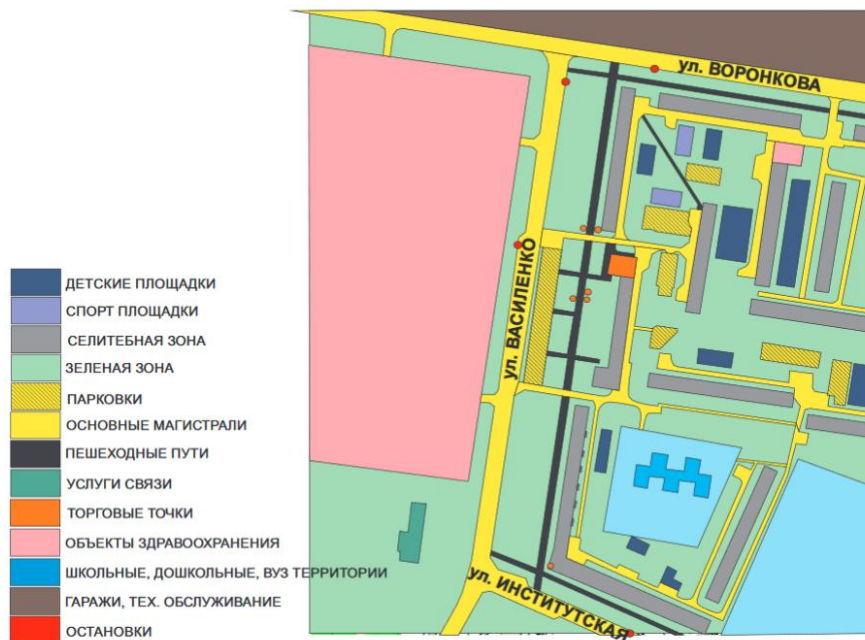 ул. ВОРОНКОВА
ул. ВАСИЛЕНКО
ул. ИНСТИТУТСКАЯ
ДЕТСКИЕ ПЛОЩАДКИ
СПОРТ ПЛОЩАДКИ
СЕЛИТЕБНАЯ ЗОНА
ЗЕЛЕНАЯ ЗОНА
ПАРКОВКИ
ОСНОВНЫЕ МАГИСТРАЛИ
ПЕШЕХОДНЫЕ ПУТИ
УСЛУГИ СВЯЗИ
ТОРГОВЫЕ ТОЧКИ
ОБЪЕКТЫ ЗДРАВООХРАНЕНИЯ
ШКОЛЬНЫЕ, ДОШКОЛЬНЫЕ, ВУЗ ТЕРРИТОРИИ
ГАРАЖИ, ТЕХ. ОБСЛУЖИВАНИЕ
ОСТАНОВКИ